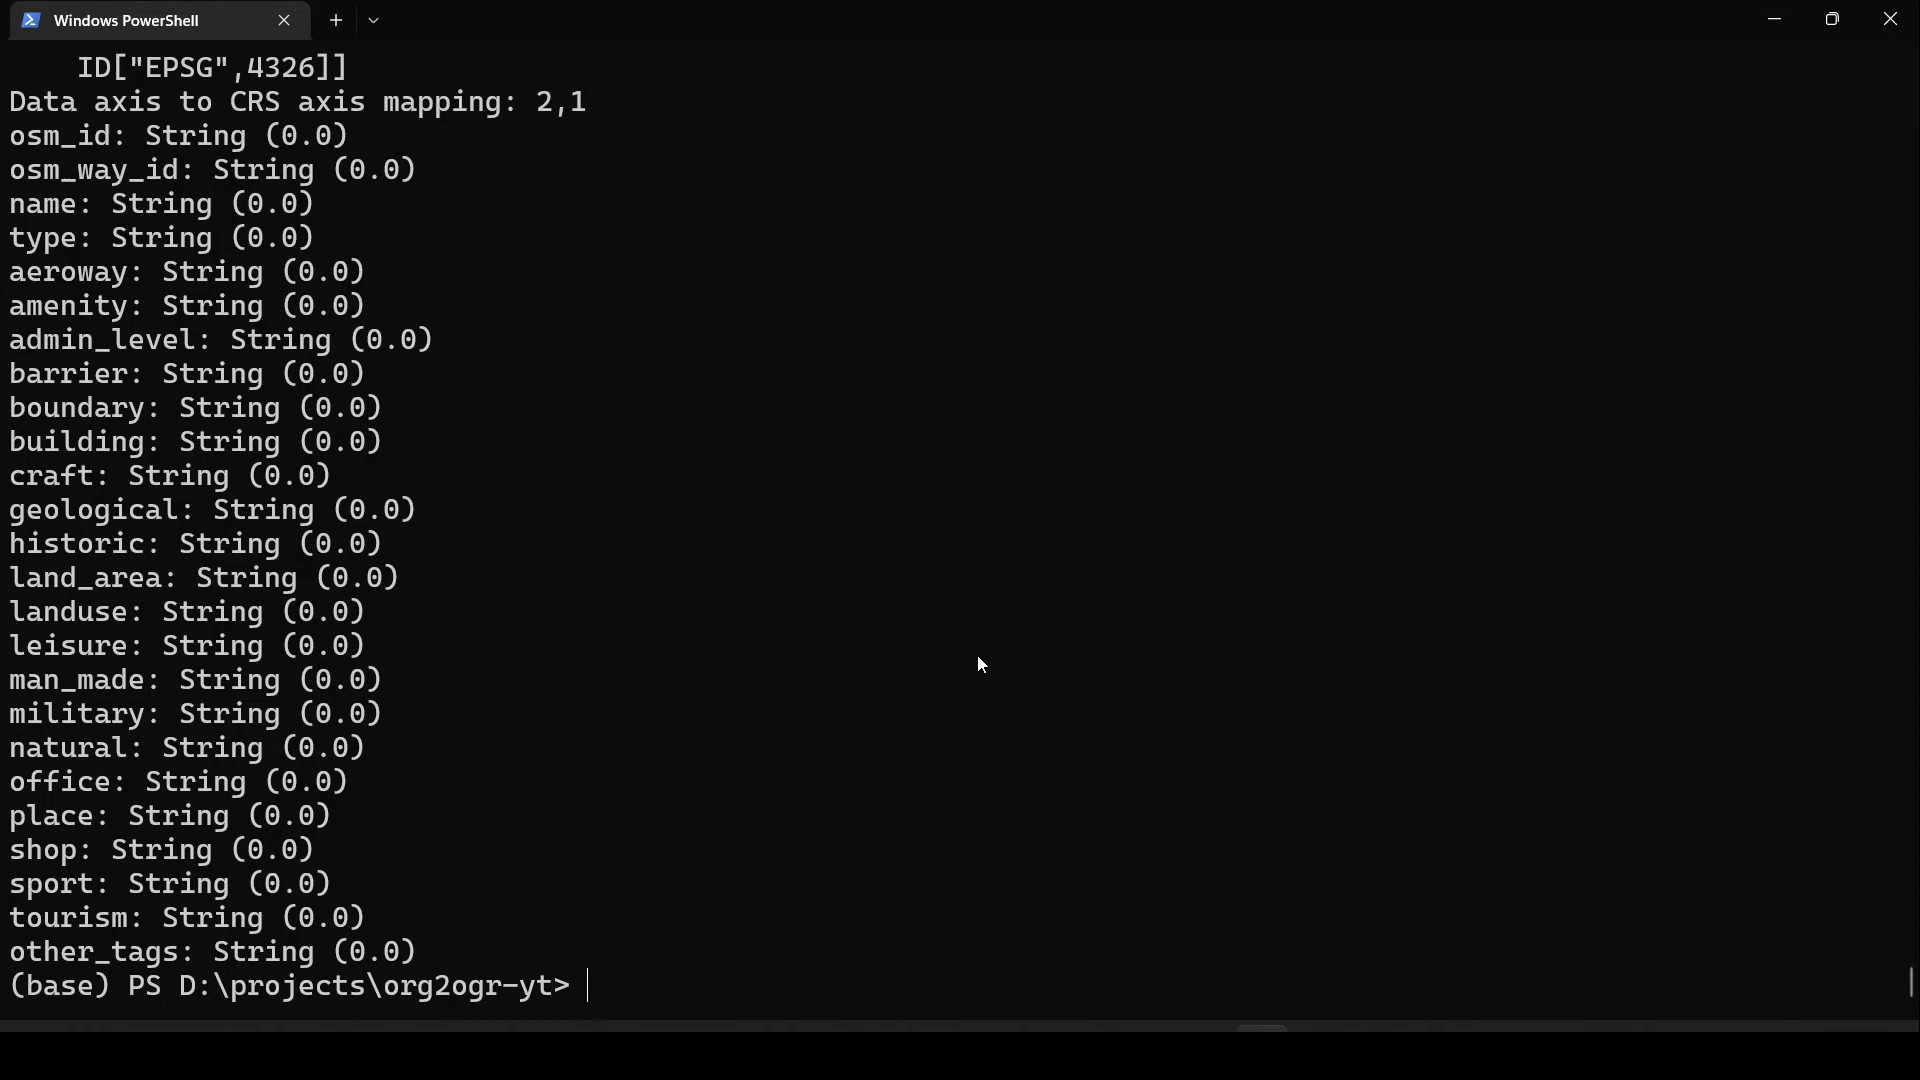 Windows PowerShell
    ID["EPSG",4326]]
Data axis to CRS axis mapping: 2,1
osm_id: String (0.0)
osm_way_id: String (0.0)
name: String (0.0)
type: String (0.0)
aeroway: String (0.0)
amenity: String (0.0)
admin_level: String (0.0)
barrier: String (0.0)
boundary: String (0.0)
building: String (0.0)
craft: String (0.0)
geological: String (0.0)
historic: String (0.0)
land_area: String (0.0)
landuse: String (0.0)
leisure: String (0.0)
man_made: String (0.0)
military: String (0.0)
natural: String (0.0)
office: String (0.0)
place: String (0.0)
shop: String (0.0)
sport: String (0.0)
tourism: String (0.0)
other_tags: String (0.0)
(base) PS D:\projects\org2ogr-yt>